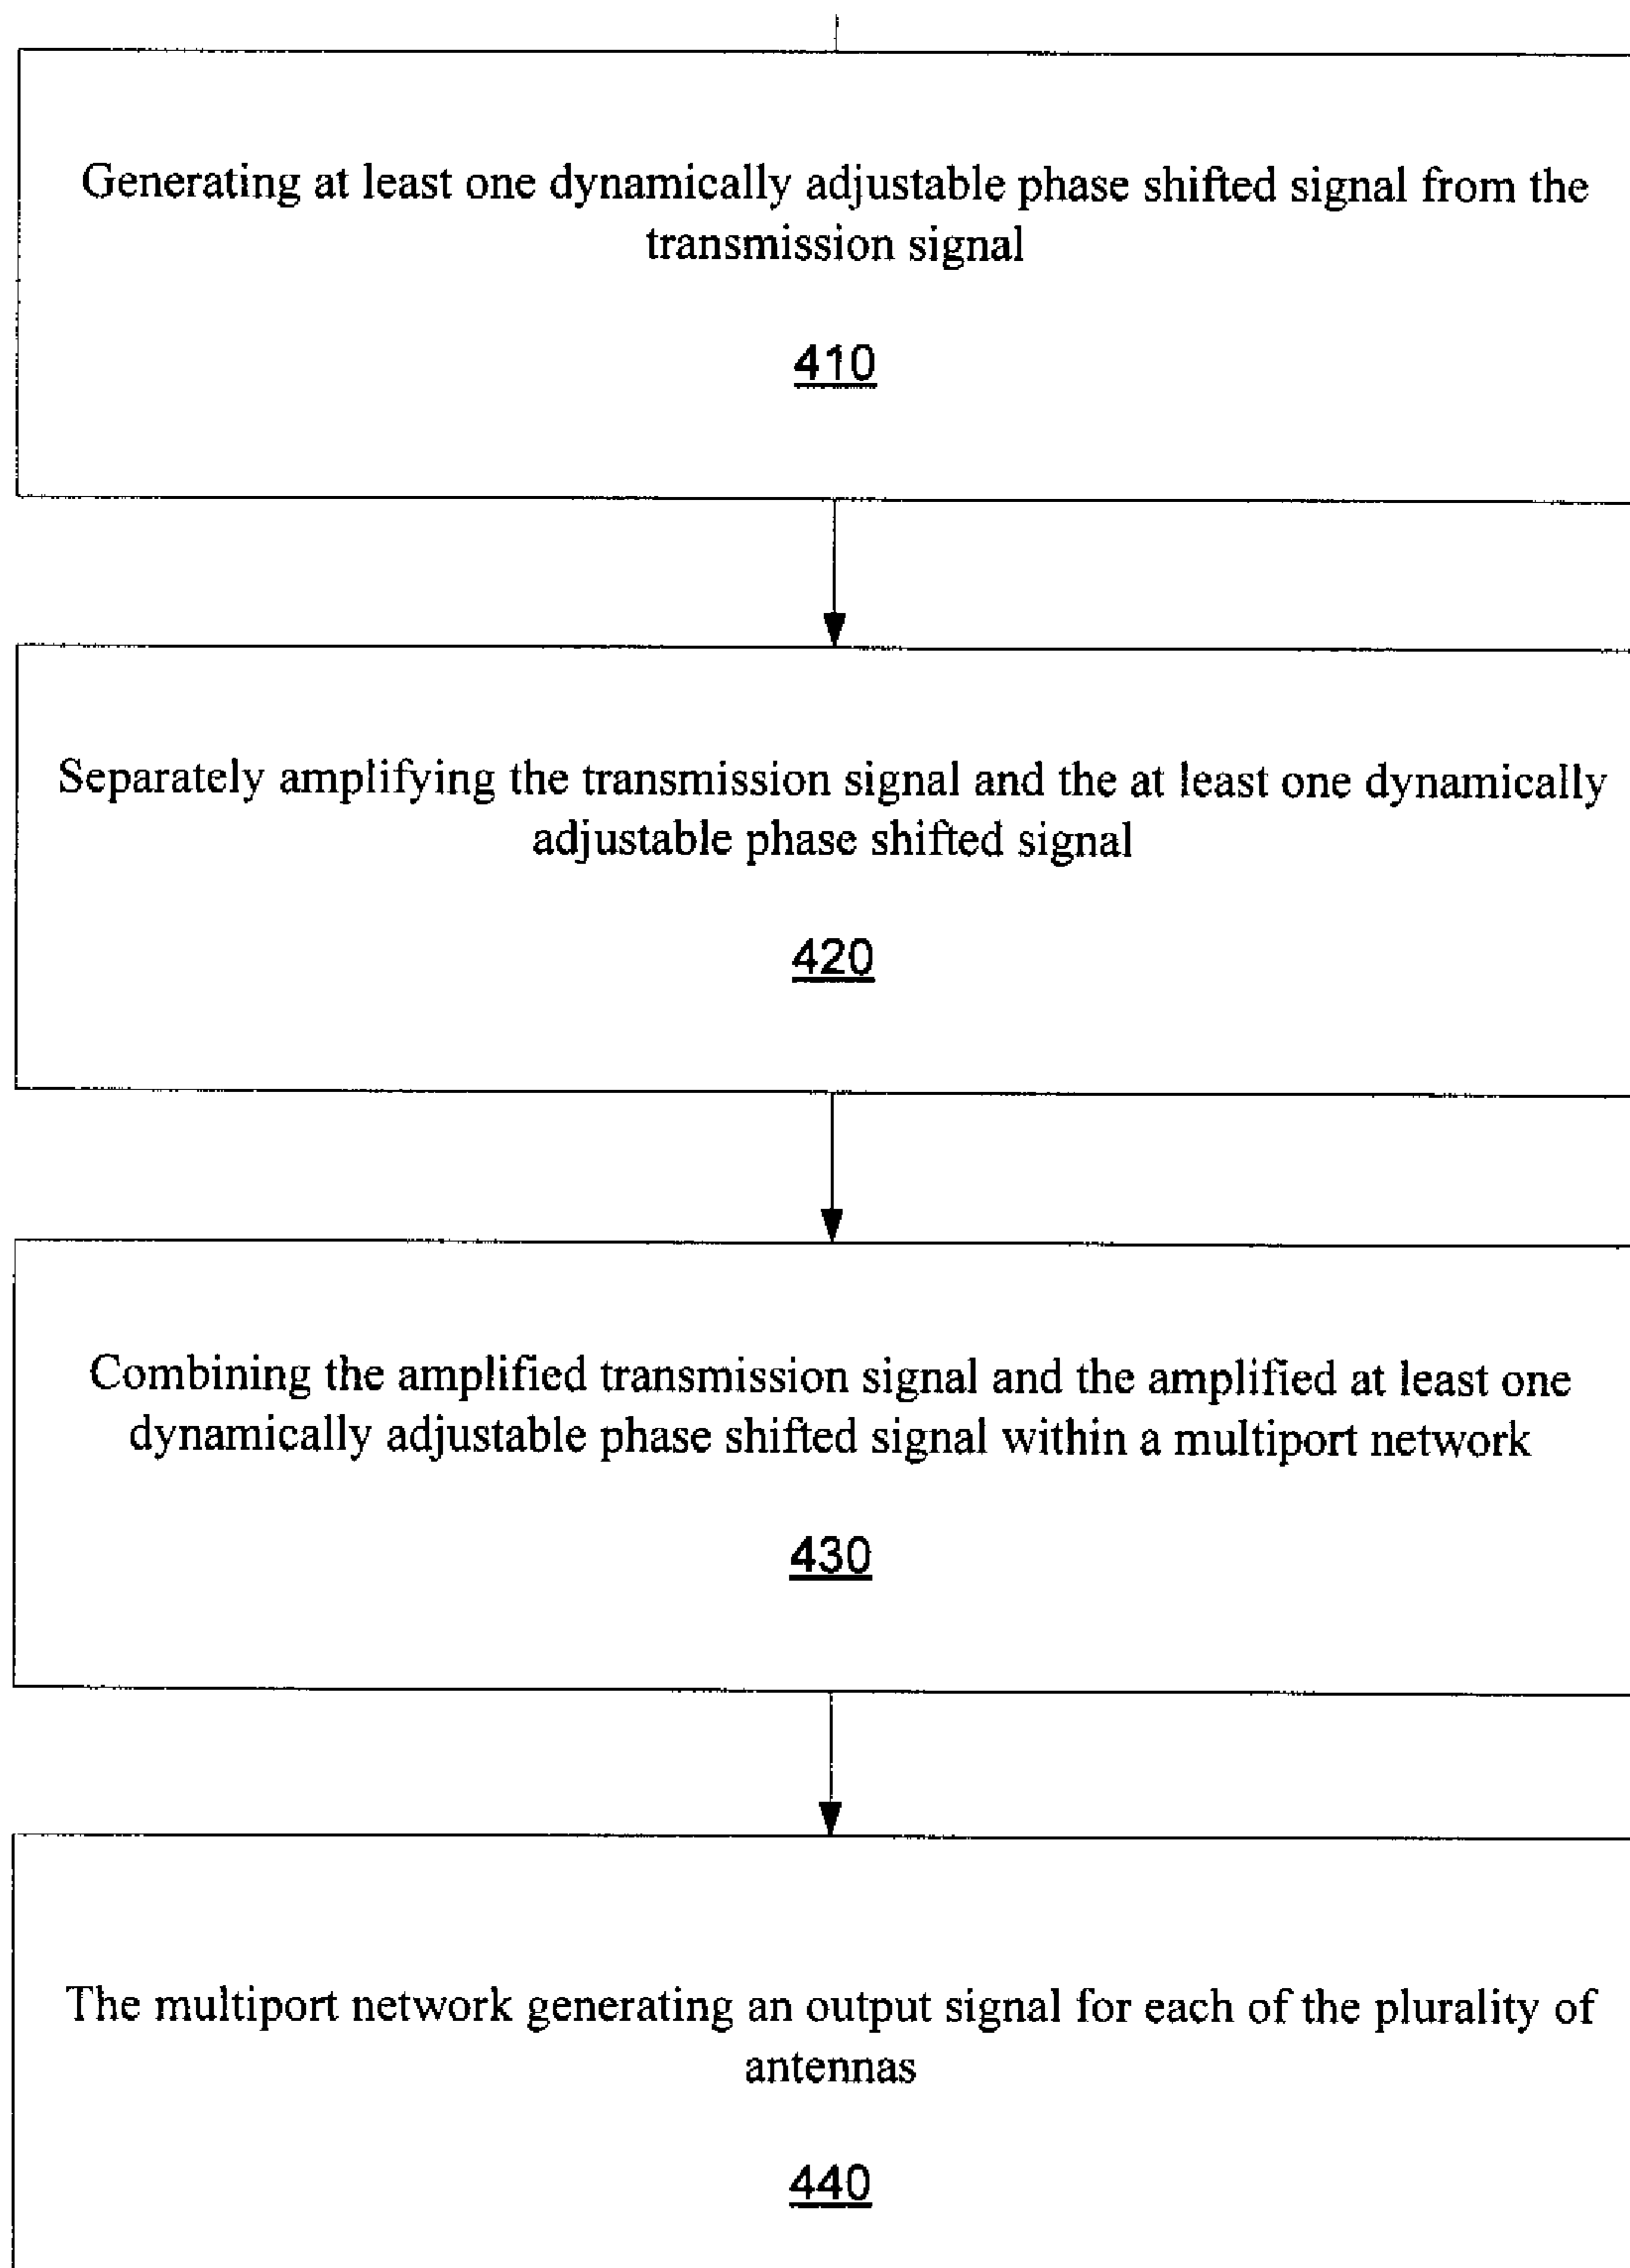 Generating at least one dynamically adjustable phase shifted signal from the
transmission signal
410
Separately amplifying the transmission signal and the at least one dynamically
adjustable phase shifted signal
420
Combining the amplified transmission signal and the amplified at least one
dynamically adjustable phase shifted signal within a multiport network
430
The multiport network generating an output signal for each of the plurality of
antennas
440